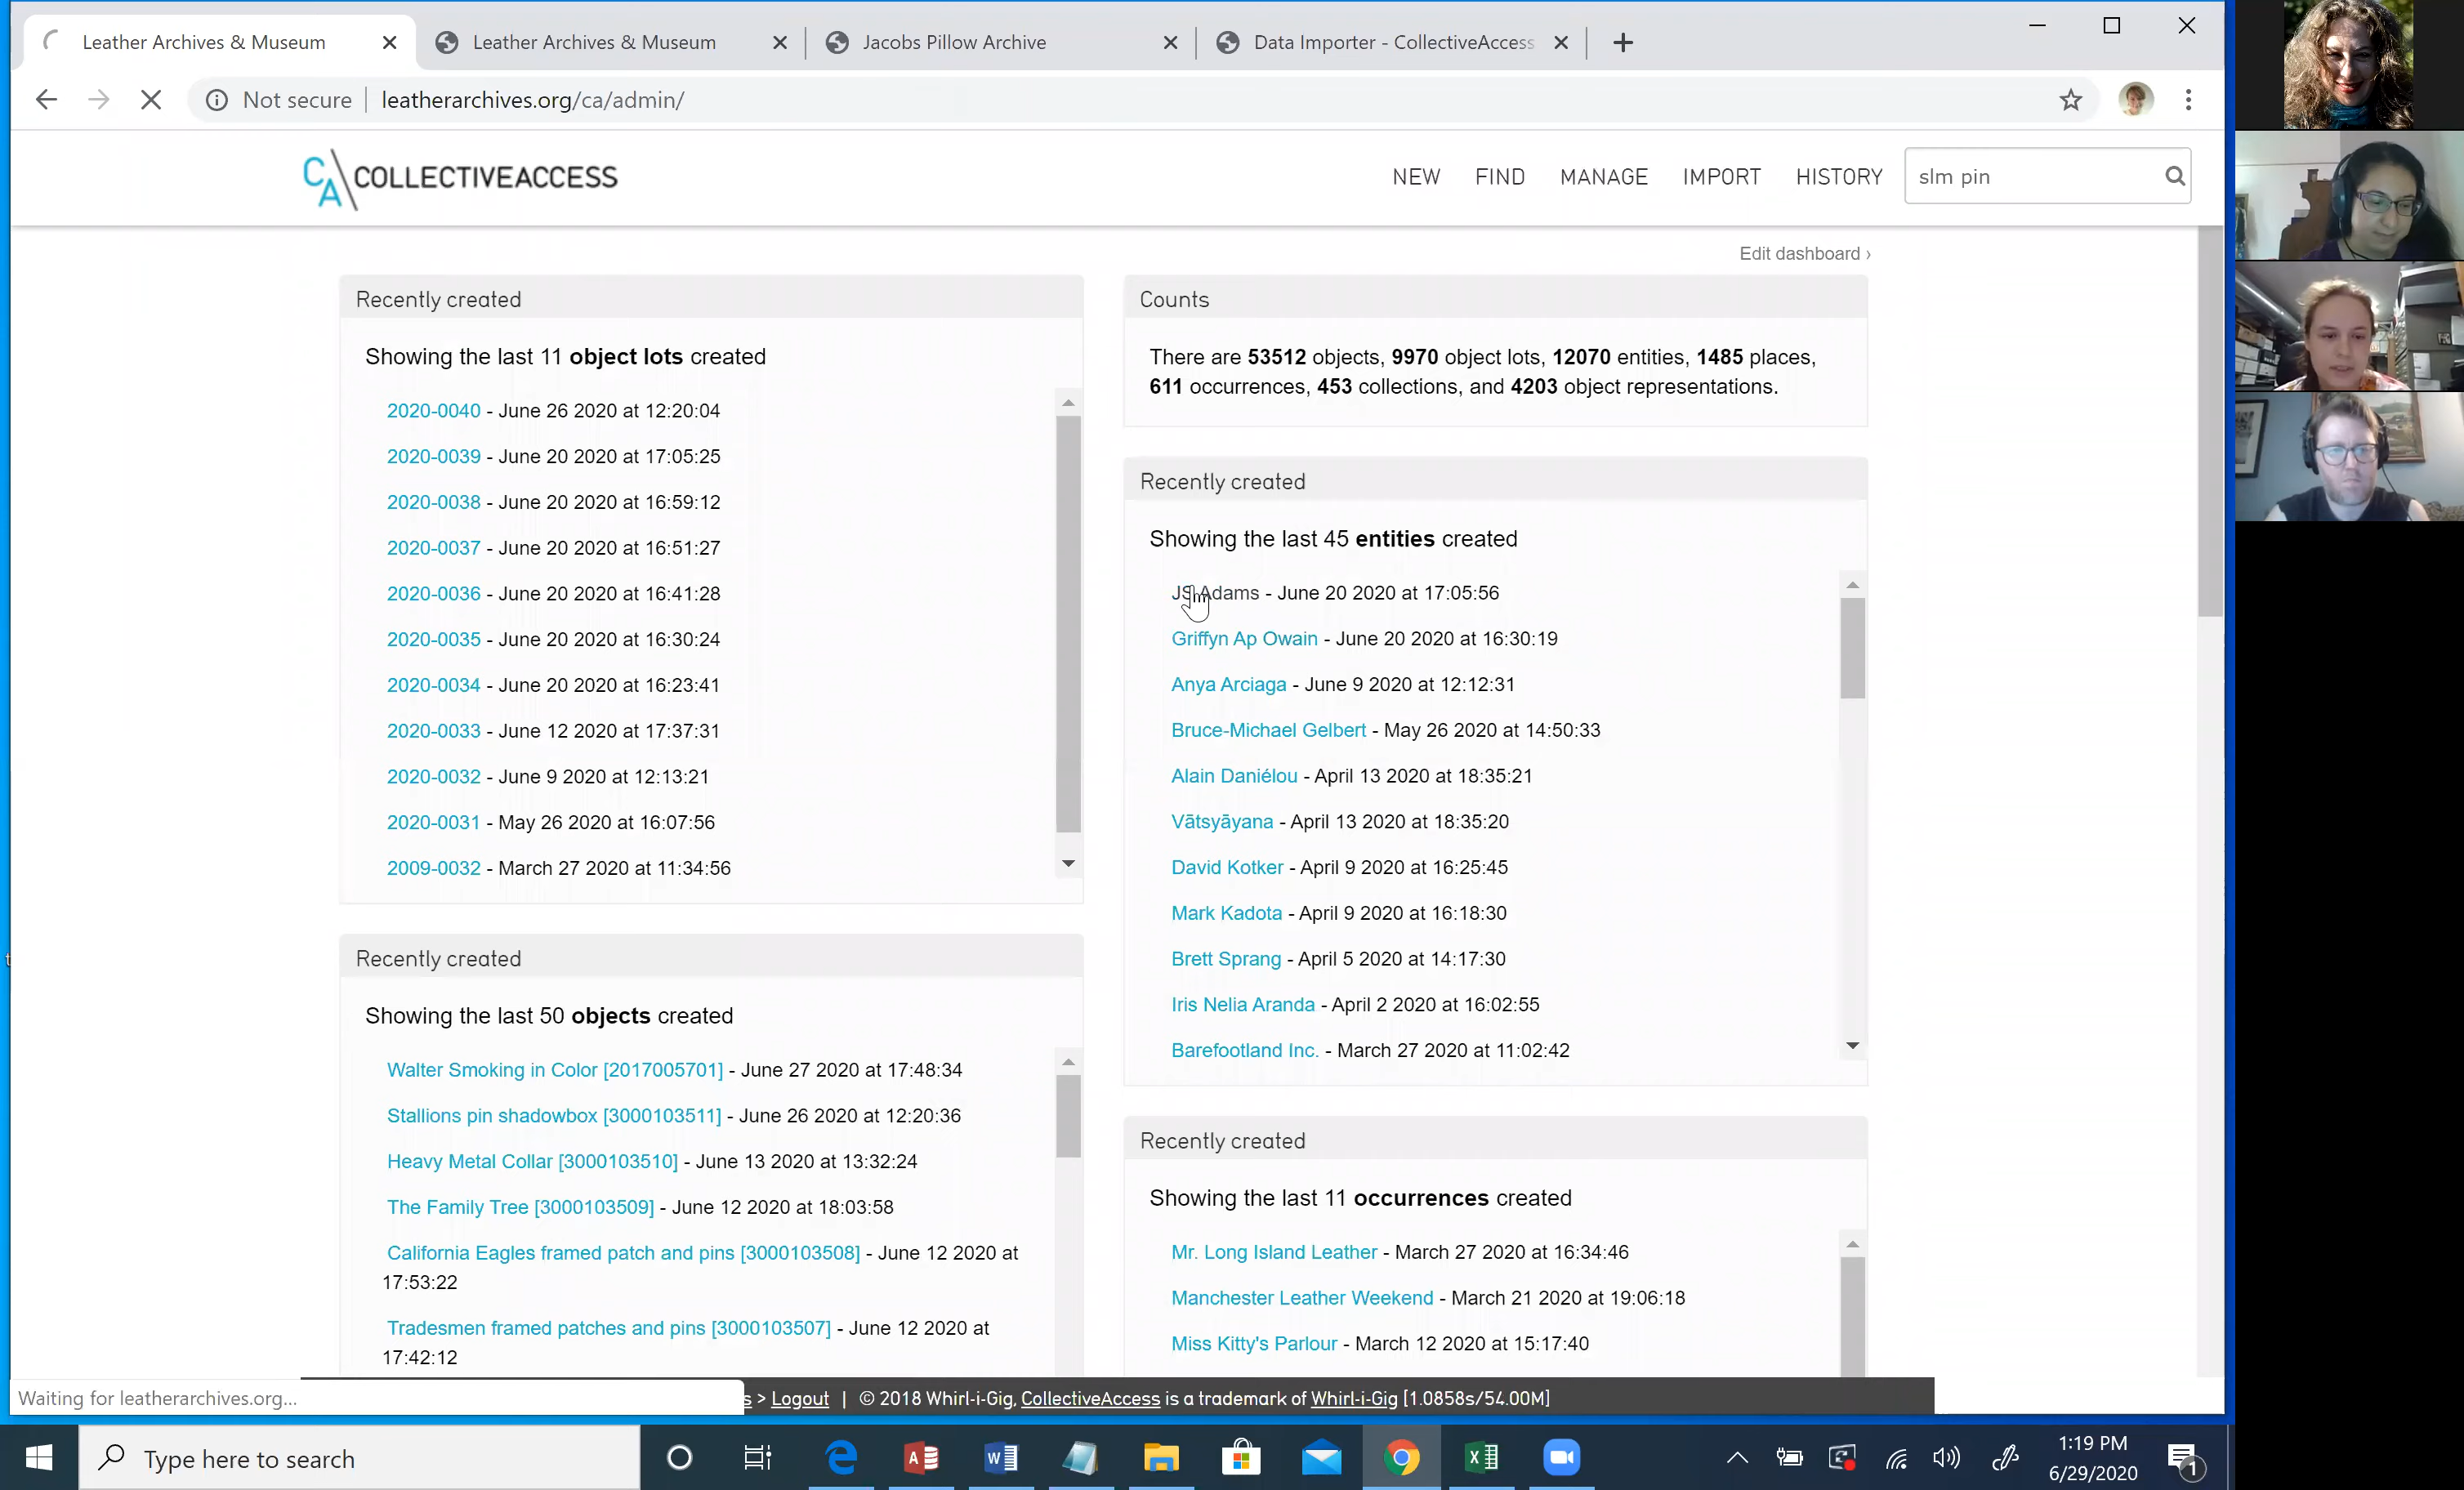 Leather Archives & Museum
Leather Archives & Museum
Jacobs Pillow Archive
Data Importer - CollectiveAccess
Not secure
leatherarchives.org/ca/admin/
CA COLLECTIVEACCESS
NEW FIND MANAGE IMPORT HISTORY
slm pin
Edit dashboard ›
Recently created
Showing the last 11 object lots created
2020-0040 - June 26 2020 at 12:20:04
2020-0039 - June 20 2020 at 17:05:25
2020-0038 - June 20 2020 at 16:59:12
2020-0037 - June 20 2020 at 16:51:27
2020-0036 - June 20 2020 at 16:41:28
2020-0035 - June 20 2020 at 16:30:24
2020-0034 - June 20 2020 at 16:23:41
2020-0033 - June 12 2020 at 17:37:31
2020-0032 - June 9 2020 at 12:13:21
2020-0031 - May 26 2020 at 16:07:56
2009-0032 - March 27 2020 at 11:34:56
Recently created
Showing the last 50 objects created
Walter Smoking in Color [2017005701] - June 27 2020 at 17:48:34
Stallions pin shadowbox [3000103511] - June 26 2020 at 12:20:36
Heavy Metal Collar [3000103510] - June 13 2020 at 13:32:24
The Family Tree [3000103509] - June 12 2020 at 18:03:58
California Eagles framed patch and pins [3000103508] - June 12 2020 at
17:53:22
Tradesmen framed patches and pins [3000103507] - June 12 2020 at
17:42:12
Counts
There are 53512 objects, 9970 object lots, 12070 entities, 1485 places,
611 occurrences, 453 collections, and 4203 object representations.
Recently created
Showing the last 45 entities created
JS Adams - June 20 2020 at 17:05:56
Griffyn Ap Owain - June 20 2020 at 16:30:19
Anya Arciaga - June 9 2020 at 12:12:31
Bruce-Michael Gelbert - May 26 2020 at 14:50:33
Alain Daniélou - April 13 2020 at 18:35:21
Vātsyāyana - April 13 2020 at 18:35:20
David Kotker - April 9 2020 at 16:25:45
Mark Kadota - April 9 2020 at 16:18:30
Brett Sprang - April 5 2020 at 14:17:30
Iris Nelia Aranda - April 2 2020 at 16:02:55
Barefootland Inc. - March 27 2020 at 11:02:42
Recently created
Showing the last 11 occurrences created
Mr. Long Island Leather - March 27 2020 at 16:34:46
Manchester Leather Weekend - March 21 2020 at 19:06:18
Miss Kitty's Parlour - March 12 2020 at 15:17:40
Waiting for leatherarchives.org...
s > Logout | © 2018 Whirl-i-Gig, CollectiveAccess is a trademark of Whirl-i-Gig [1.0858s/54.00M]
Type here to search
1:19 PM
6/29/2020
1